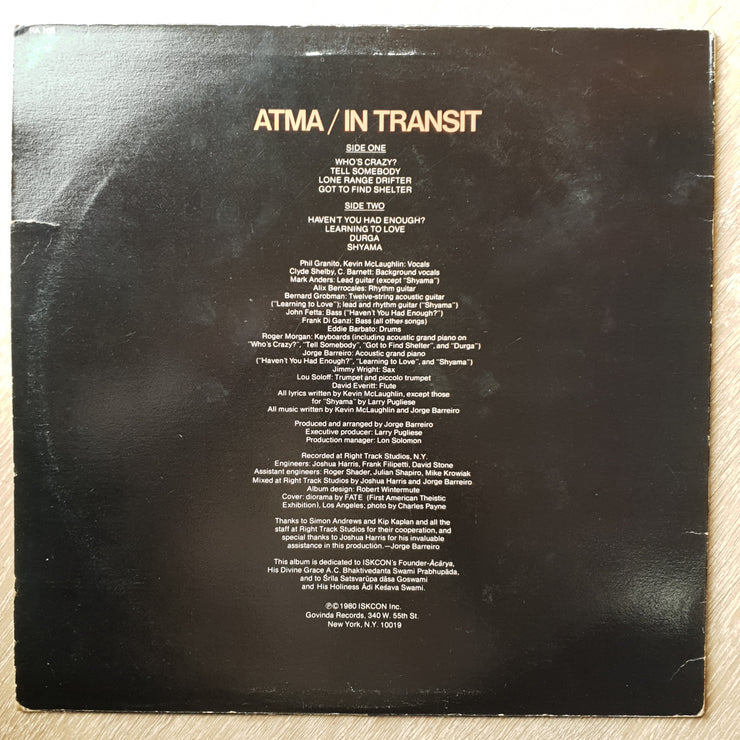 ATMA / IN TRANSIT
SIDE ONE
WHO'S CRAZY?
TELL SOMEBODY
LONE RANGE DRIFTER
GOT TO FIND SHELTER
SIDE TWO
HAVEN'T YOU HAD ENOUGH?
LEARNING TO LOVE
DURGA
SHYAMA
Phil Granito, Kevin McLaughlin: Vocals
Clyde Shelby, C. Barnett: Background vocals
Mark Anders: Lead guitar (except "Shyama")
Alix Berrocales: Rhythm guitar
Bernard Grobman: Twelve-string acoustic guitar
("Learning to Love"); lead and rhythm guitar ("Shyama")
John Fetta: Bass ("Haven't You Had Enough?")
Frank Di Ganzi: Bass (all other songs)
Eddie Barbato: Drums
Roger Morgan: Keyboards (including acoustic grand piano on
"Who's Crazy?", "Tell Somebody", "Got to Find Shelter", and "Durga")
Jorge Barreiro: Acoustic grand piano
("Haven't You Had Enough?", "Learning to Love", and "Shyama")
Jimmy Wright: Sax
Lou Soloff: Trumpet and piccolo trumpet
David Everitt: Flute
All lyrics written by Kevin McLaughlin, except those
for "Shyama" by Larry Pugliese
All music written by Kevin McLaughlin and Jorge Barreiro
Produced and arranged by Jorge Barreiro
Executive producer: Larry Pugliese
Production manager: Lon Solomon
Recorded at Right Track Studios, N.Y.
Engineers: Joshua Harris, Frank Filipetti, David Stone
Assistant engineers: Roger Shader, Julian Shapiro, Mike Krowiak
Mixed at Right Track Studios by Joshua Harris and Jorge Barreiro
Album design: Robert Wintermute
Cover: diorama by FATE (First American Theistic
Exhibition), Los Angeles; photo by Charles Payne
Thanks to Simon Andrews and Kip Kaplan and all the
staff at Right Track Studios for their cooperation, and
special thanks to Joshua Harris for his invaluable
assistance in this production.—Jorge Barreiro
This album is dedicated to ISKCON's Founder-Ācārya,
His Divine Grace A.C. Bhaktivedanta Swami Prabhupāda,
and to Śrīla Satsvarūpa dāsa Goswami
and His Holiness Ādi Keśava Swami.
℗© 1980 ISKCON Inc.
Govinda Records, 340 W. 55th St.
New York, N.Y. 10019